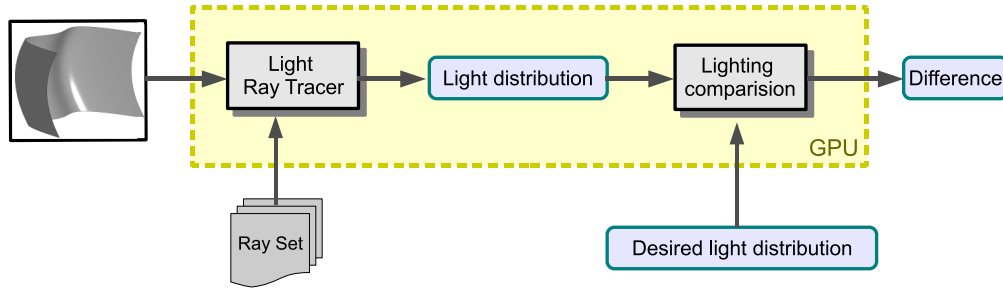 Light
Ray Tracer
Light distribution
Lighting
comparision
Difference
GPU
Ray Set
Desired light distribution